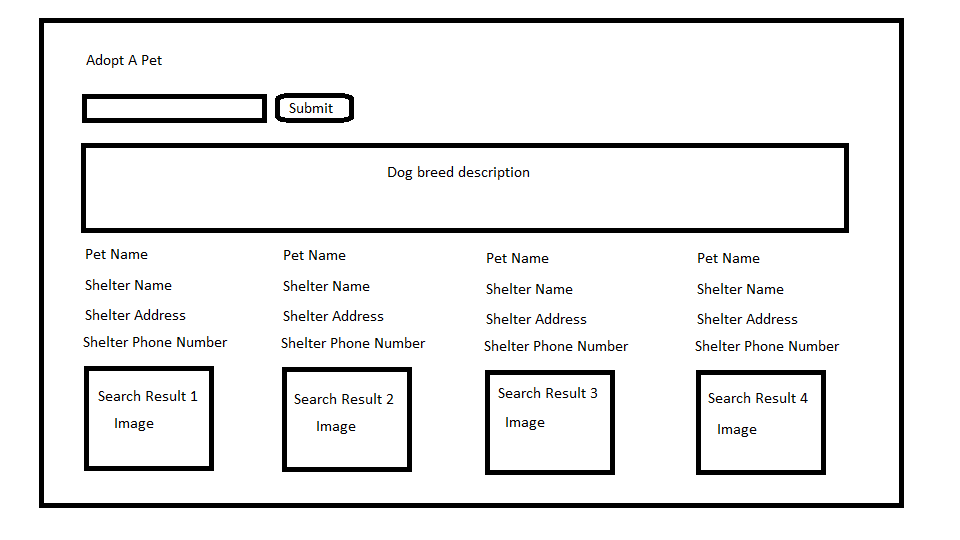 Adopt A Pet
Submit
Dog breed description
Pet Name
Shelter Name
Shelter Address
Shelter Phone Number
Search Result 1
Image
Pet Name
Shelter Name
Shelter Address
Shelter Phone Number
Search Result 2
Image
Pet Name
Shelter Name
Shelter Address
Shelter Phone Number
Search Result 3
Image
Pet Name
Shelter Name
Shelter Address
Shelter Phone Number
Search Result 4
Image